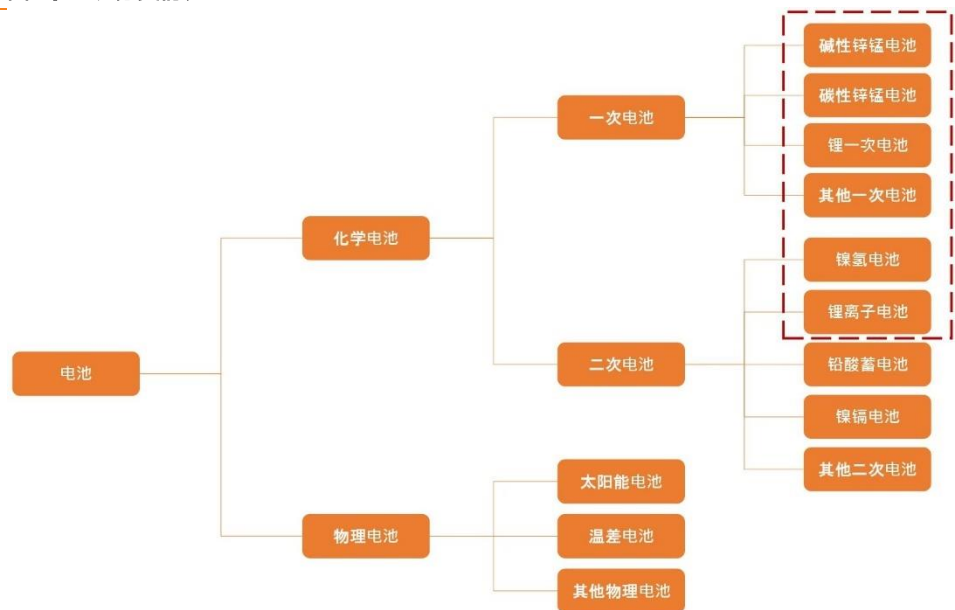 碱性锌锰电池
碳性锌锰电池
一次电池
锂一次电池
其他一次电池
化学电池
镍氢电池
锂离子电池
二次电池
铅酸蓄电池
电池
镍镉电池
其他二次电池
太阳能电池
物理电池
温差电池
其他物理电池